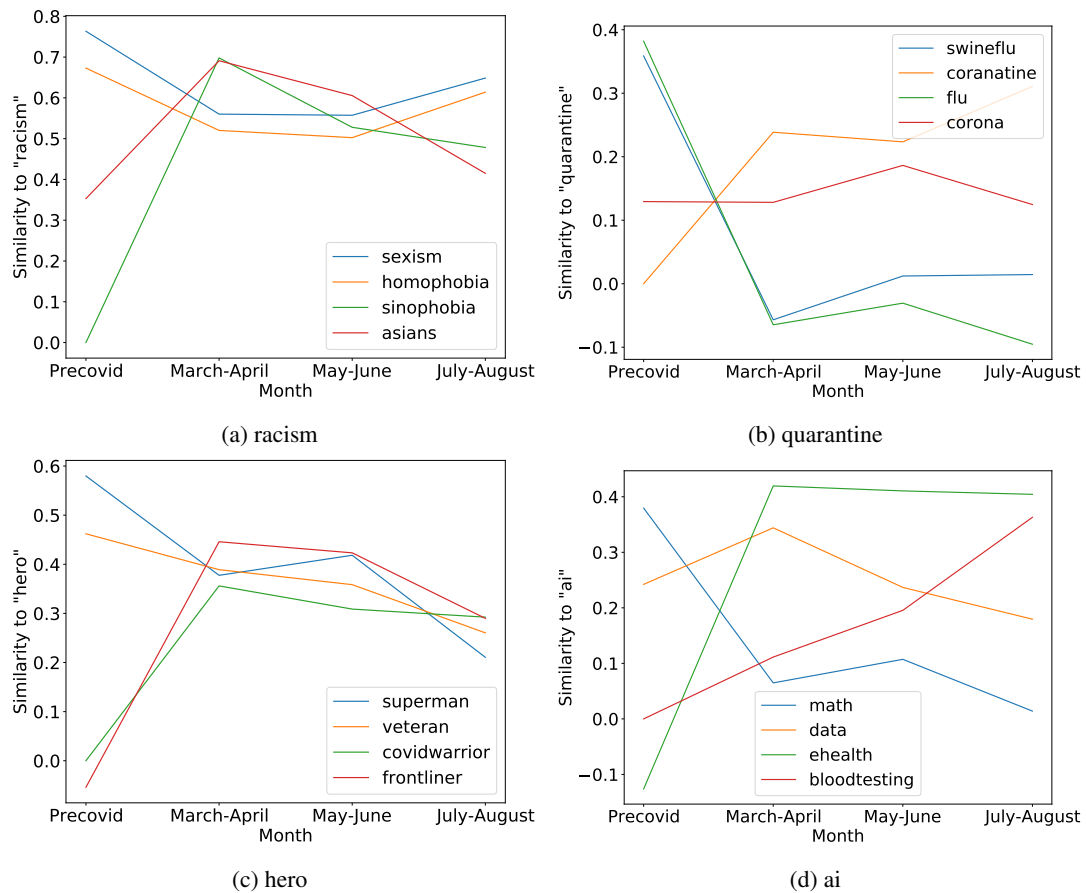 0.8
0.7
0.6
0.5
0.4
0.3
0.2
0.1
0.0
Similarity to "racism"
sexism
homophobia
sinophobia
asians
Precovid March-April May-June July-August
Month
(a) racism
0.4
0.3
0.2
0.1
0.0
−0.1
Similarity to "quarantine"
swineflu
coranatine
flu
corona
Precovid March-April May-June July-August
Month
(b) quarantine
0.6
0.5
0.4
0.3
0.2
0.1
0.0
Similarity to "hero"
superman
veteran
covidwarrior
frontliner
Precovid March-April May-June July-August
Month
(c) hero
0.4
0.3
0.2
0.1
0.0
−0.1
Similarity to "ai"
math
data
ehealth
bloodtesting
Precovid March-April May-June July-August
Month
(d) ai